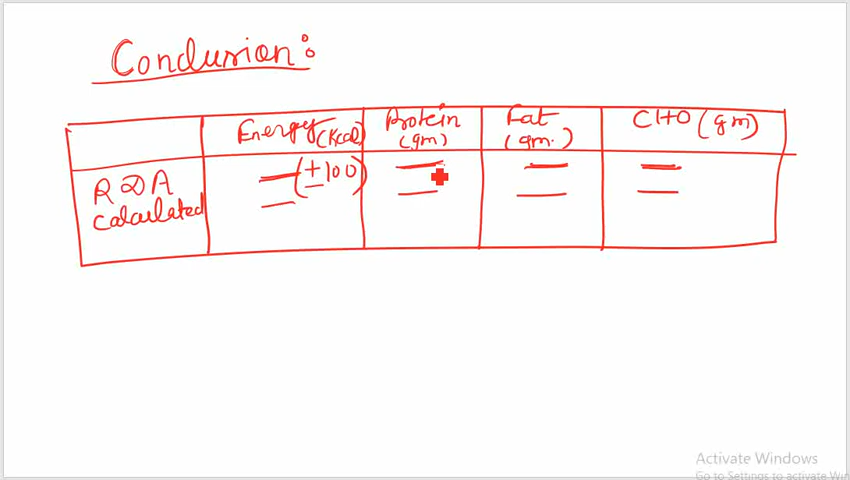 Conclusion:
Energy (Kcal) Protein (gm) Fat (gm.) CHO (gm)
RDA (±100)
calculated
Activate Windows
Go to Settings to activate Win